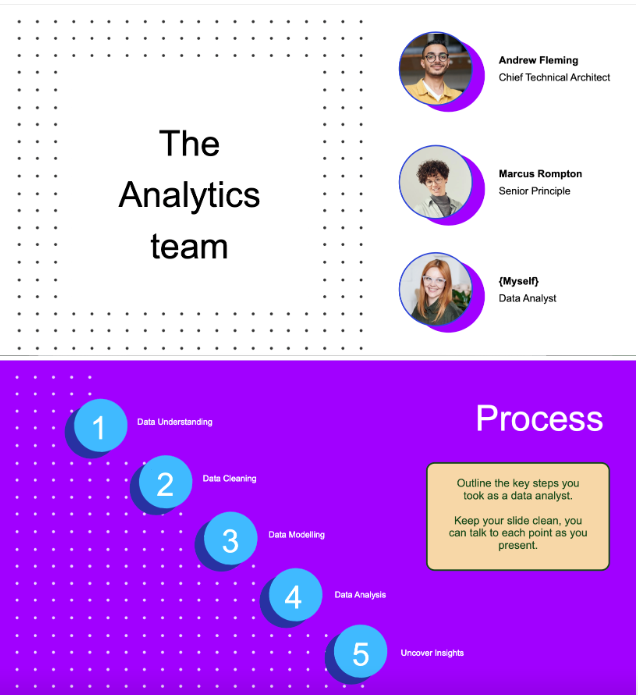 The
Analytics
team
Andrew Fleming
Chief Technical Architect
Marcus Rompton
Senior Principle
{Myself}
Data Analyst
Process
1
Data Understanding
2
Data Cleaning
3
Data Modelling
4
Data Analysis
5
Uncover Insights
Outline the key steps you
took as a data analyst.
Keep your slide clean, you
can talk to each point as you
present.